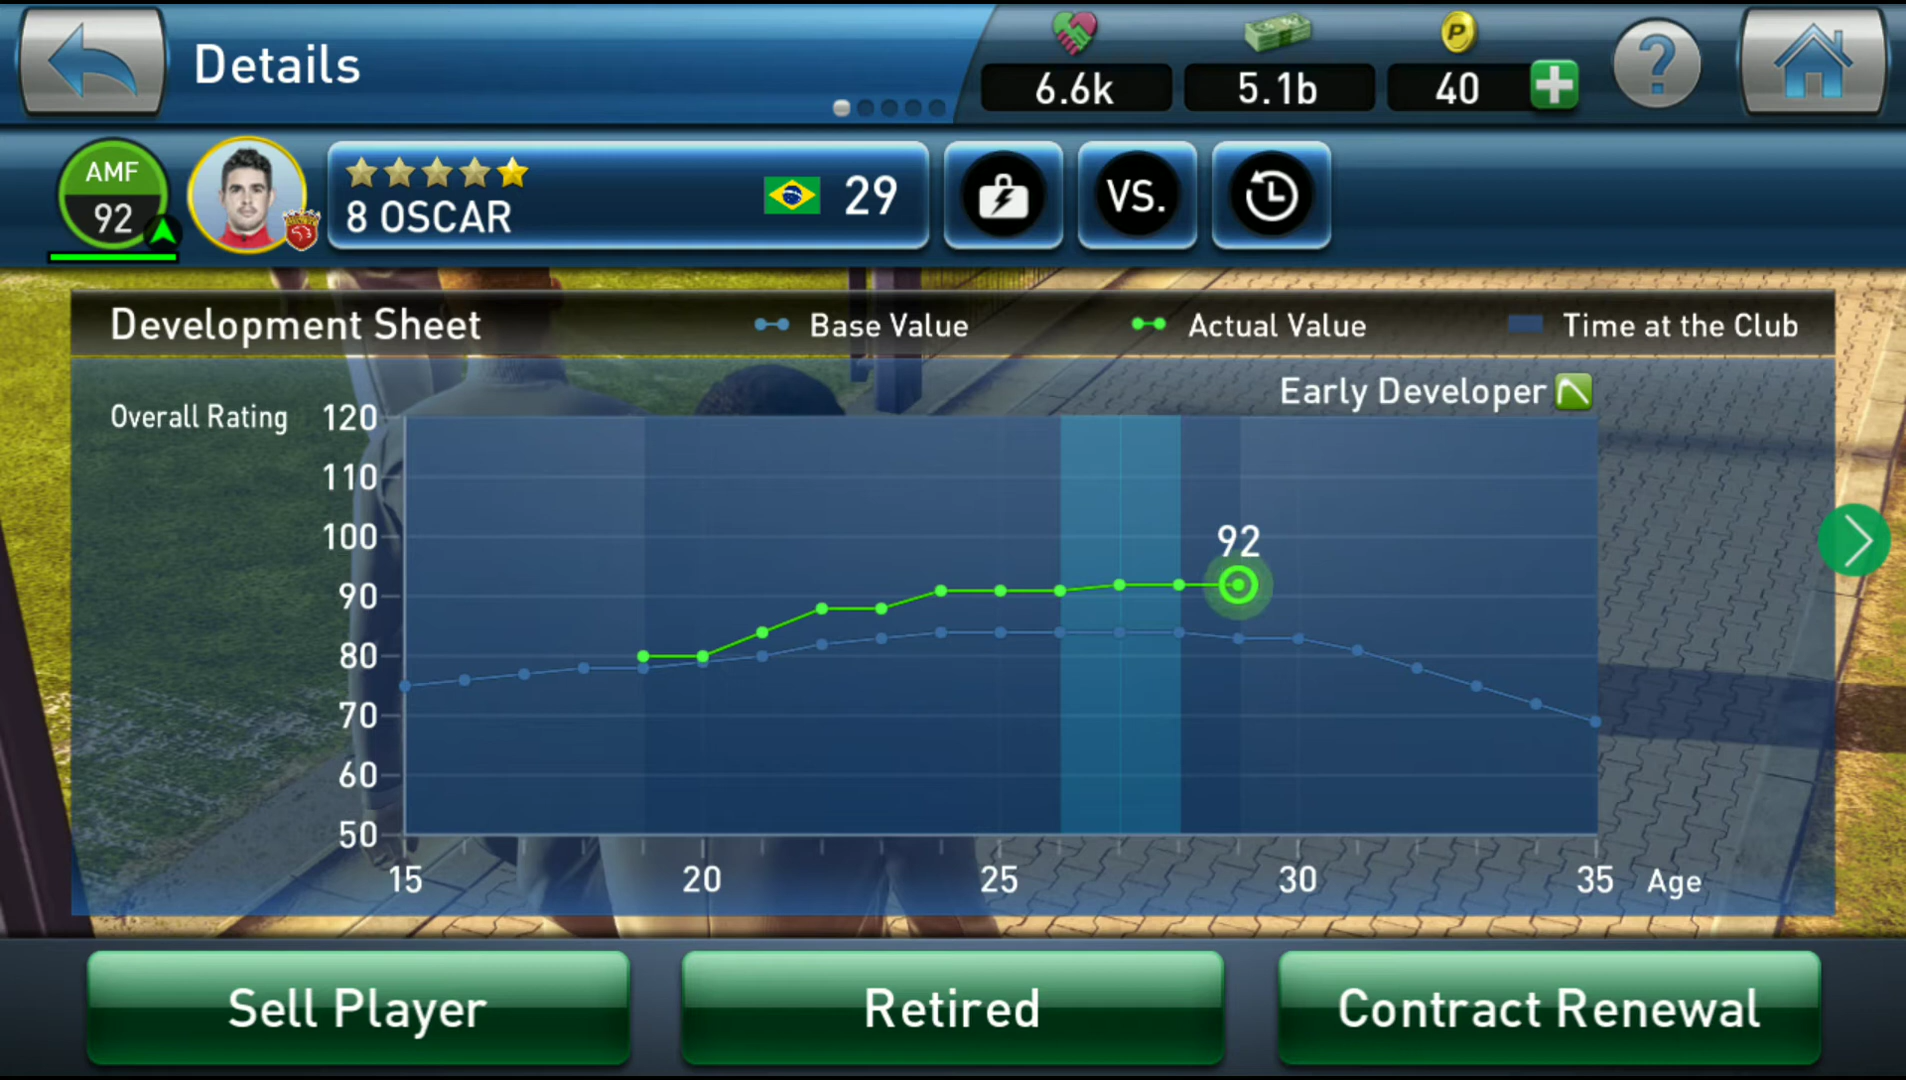 Details
6.6k
5.1b
P
40
?
AMF
92
8 OSCAR
29
VS.
Development Sheet
Base Value
Actual Value
Time at the Club
Early Developer
Overall Rating
120
110
100
90
80
70
60
50
92
15
20
25
30
35
Age
Sell Player
Retired
Contract Renewal